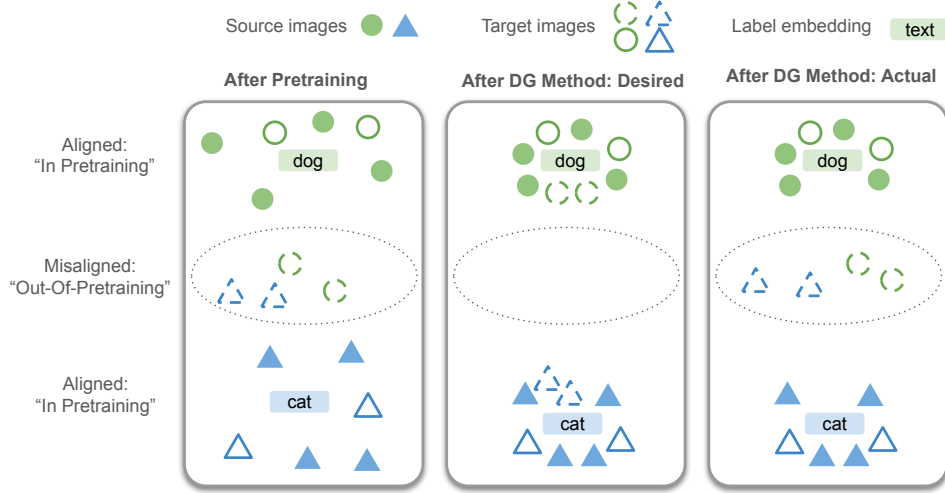 Source images
Target images
Label embedding
text
After Pretraining
After DG Method: Desired
After DG Method: Actual
Aligned:
“In Pretraining”
dog
dog
dog
Misaligned:
“Out-Of-Pretraining”
Aligned:
“In Pretraining”
cat
cat
cat